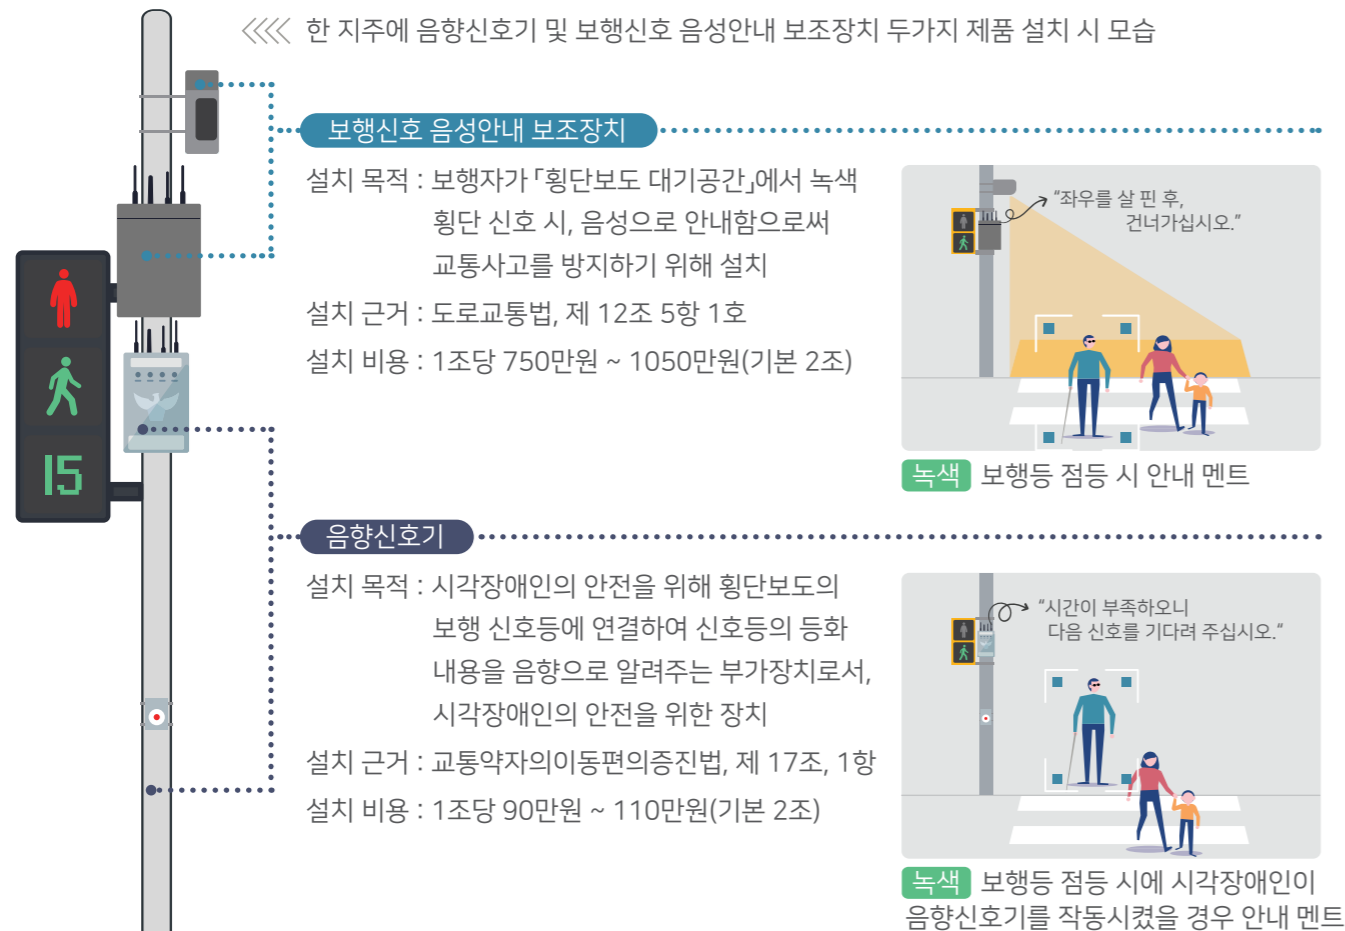 한 지주에 음향신호기 및 보행신호 음성안내 보조장치 두가지 제품 설치 시 모습
보행신호 음성안내 보조장치
설치 목적 : 보행자가 「횡단보도 대기공간」에서 녹색
횡단 신호 시, 음성으로 안내함으로써
교통사고를 방지하기 위해 설치
설치 근거 : 도로교통법, 제 12조 5항 1호
설치 비용 : 1조당 750만원 ~ 1050만원(기본 2조)
“좌우를 살 핀 후,
건너가십시오.”
녹색 보행등 점등 시 안내 멘트
15
음향신호기
설치 목적 : 시각장애인의 안전을 위해 횡단보도의
보행 신호등에 연결하여 신호등의 등화
내용을 음향으로 알려주는 부가장치로서,
시각장애인의 안전을 위한 장치
설치 근거 : 교통약자의이동편의증진법, 제 17조, 1항
설치 비용 : 1조당 90만원 ~ 110만원(기본 2조)
“시간이 부족하오니
다음 신호를 기다려 주십시오.“
녹색 보행등 점등 시에 시각장애인이
음향신호기를 작동시켰을 경우 안내 멘트